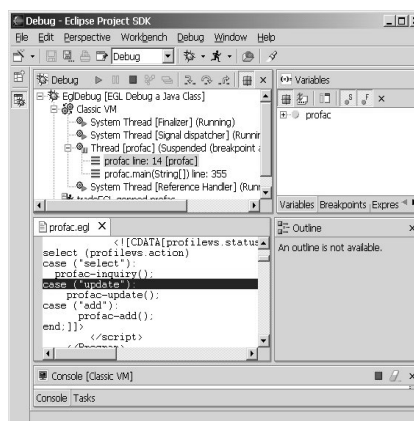 Debug - Eclipse Project SDK
File Edit Perspective Workbench Debug Window Help
Debug
Debug
EglDebug [EGL Debug a Java Class]
Classic VM
System Thread [Finalizer] (Running)
System Thread [Signal dispatcher] (Runnin
Thread [profac] (Suspended (breakpoint a
profac line: 14 [profac]
profac.main(String[]) line: 355
System Thread [Reference Handler] (Runr
Variables
profac
Variables Breakpoints Expres
profac.egl
<![CDATA[profilews.status
select (profilews.action)
case ("select"):
profac-inquiry();
case ("update"):
profac-update();
case ("add"):
profac-add();
end;]]>
</script>
Outline
An outline is not available.
Console [Classic VM]
Console Tasks